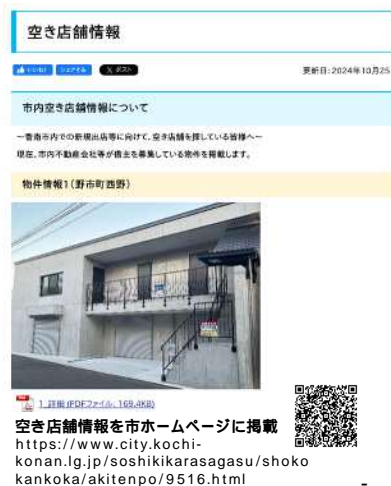 空き店舗情報
いいね! シェアする X ポスト
更新日：2024年10月25
市内空き店舗情報について
～香南市内での新規出店等に向けて、空き店舗を探している皆様へ～
現在、市内不動産会社等が借主を募集している物件を掲載します。
物件情報1（野市町西野）
1_詳細 (PDFファイル: 169.4KB)
空き店舗情報を市ホームページに掲載
https://www.city.kochi-
konan.lg.jp/soshikikarasagasu/shoko
kankoka/akitenpo/9516.html
-